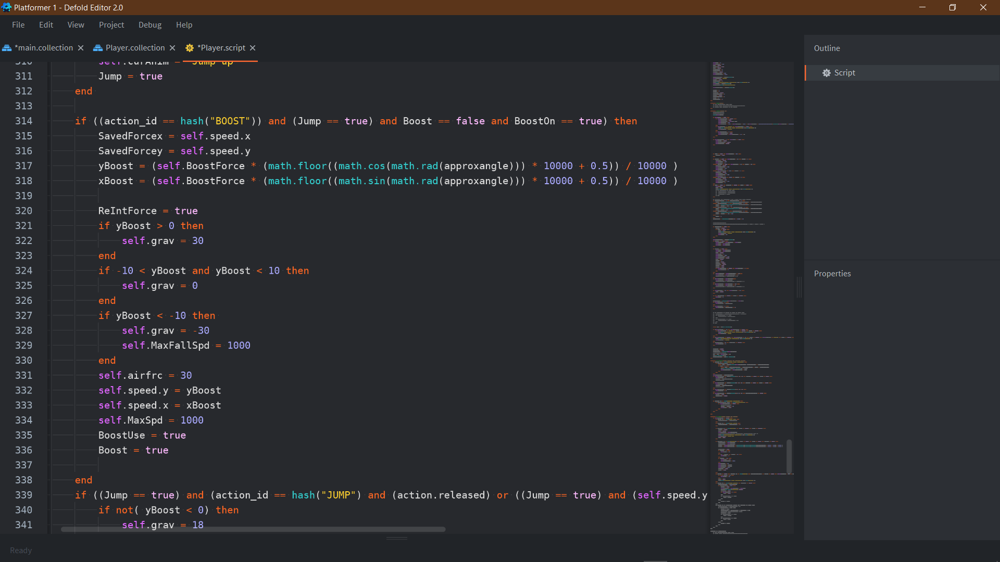 Platformer 1 - Defold Editor 2.0
File Edit View Project Debug Help
*main.collection Player.collection *Player.script
Outline
Script
Properties
310 self.curAnim = "Jump up"
311 Jump = true
312 end
313
314 if ((action_id == hash("BOOST")) and (Jump == true) and Boost == false and BoostOn == true) then
315 SavedForcex = self.speed.x
316 SavedForcey = self.speed.y
317 yBoost = (self.BoostForce * (math.floor((math.cos(math.rad(approxangle))) * 10000 + 0.5)) / 10000 )
318 xBoost = (self.BoostForce * (math.floor((math.sin(math.rad(approxangle))) * 10000 + 0.5)) / 10000 )
319
320 ReIntForce = true
321 if yBoost > 0 then
322 self.grav = 30
323 end
324 if -10 < yBoost and yBoost < 10 then
325 self.grav = 0
326 end
327 if yBoost < -10 then
328 self.grav = -30
329 self.MaxFallSpd = 1000
330 end
331 self.airfrc = 30
332 self.speed.y = yBoost
333 self.speed.x = xBoost
334 self.MaxSpd = 1000
335 BoostUse = true
336 Boost = true
337
338 end
339 if ((Jump == true) and (action_id == hash("JUMP") and (action.released) or ((Jump == true) and (self.speed.y
340 if not( yBoost < 0) then
341 self.grav = 18
Ready